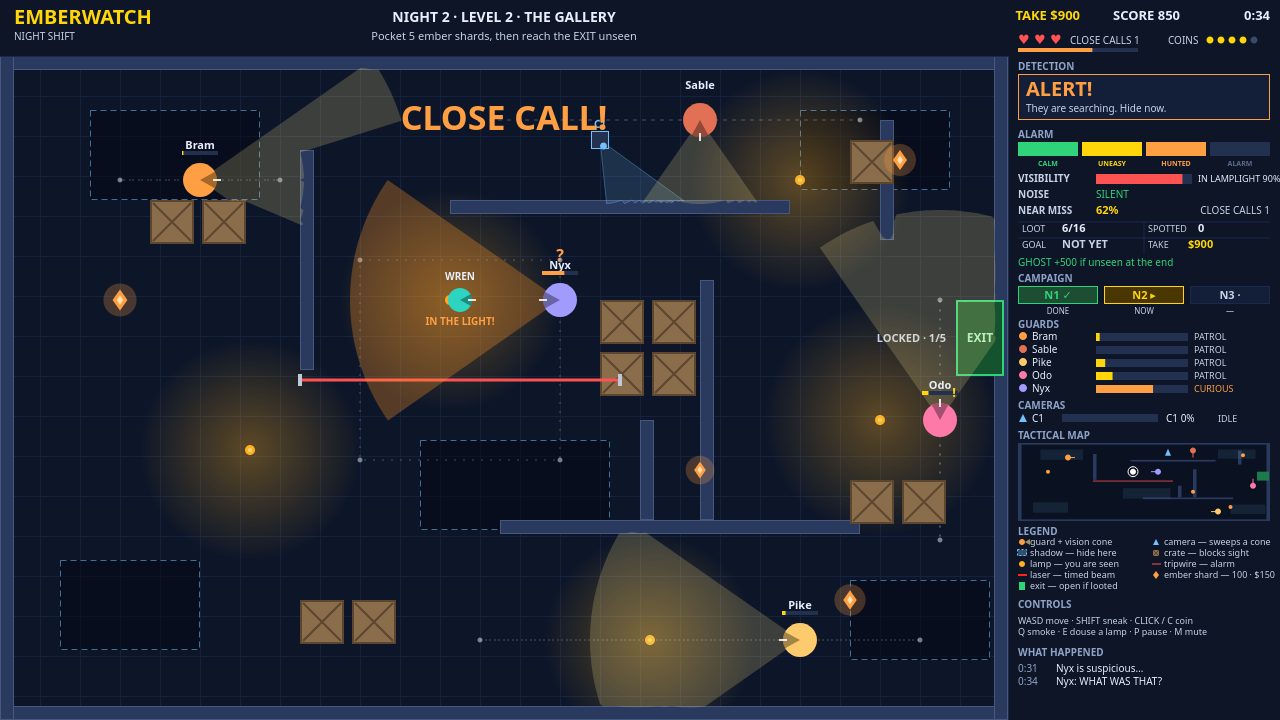 EMBERWATCH
NIGHT SHIFT
NIGHT 2 · LEVEL 2 · THE GALLERY
Pocket 5 ember shards, then reach the EXIT unseen
TAKE $900 SCORE 850 0:34
CLOSE CALLS 1 COINS
DETECTION
ALERT!
They are searching. Hide now.
ALARM
CALM UNEASY HUNTED ALARM
VISIBILITY IN LAMPLIGHT 90%
NOISE SILENT
NEAR MISS 62% CLOSE CALLS 1
LOOT 6/16 SPOTTED 0
GOAL NOT YET TAKE $900
GHOST +500 if unseen at the end
CAMPAIGN
N1 ✓ N2 ▸ N3 ·
DONE NOW —
GUARDS
Bram PATROL
Sable PATROL
Pike PATROL
Odo PATROL
Nyx CURIOUS
CAMERAS
C1 C1 0% IDLE
TACTICAL MAP
LEGEND
guard + vision cone camera — sweeps a cone
shadow — hide here crate — blocks sight
lamp — you are seen tripwire — alarm
laser — timed beam ember shard — 100 · $150
exit — open if looted
CONTROLS
WASD move · SHIFT sneak · CLICK / C coin
Q smoke · E douse a lamp · P pause · M mute
WHAT HAPPENED
0:31 Nyx is suspicious...
0:34 Nyx: WHAT WAS THAT?
Sable
CLOSE CALL!
Bram
?
Nyx
WREN
IN THE LIGHT!
LOCKED · 1/5 EXIT
Odo
!
Pike